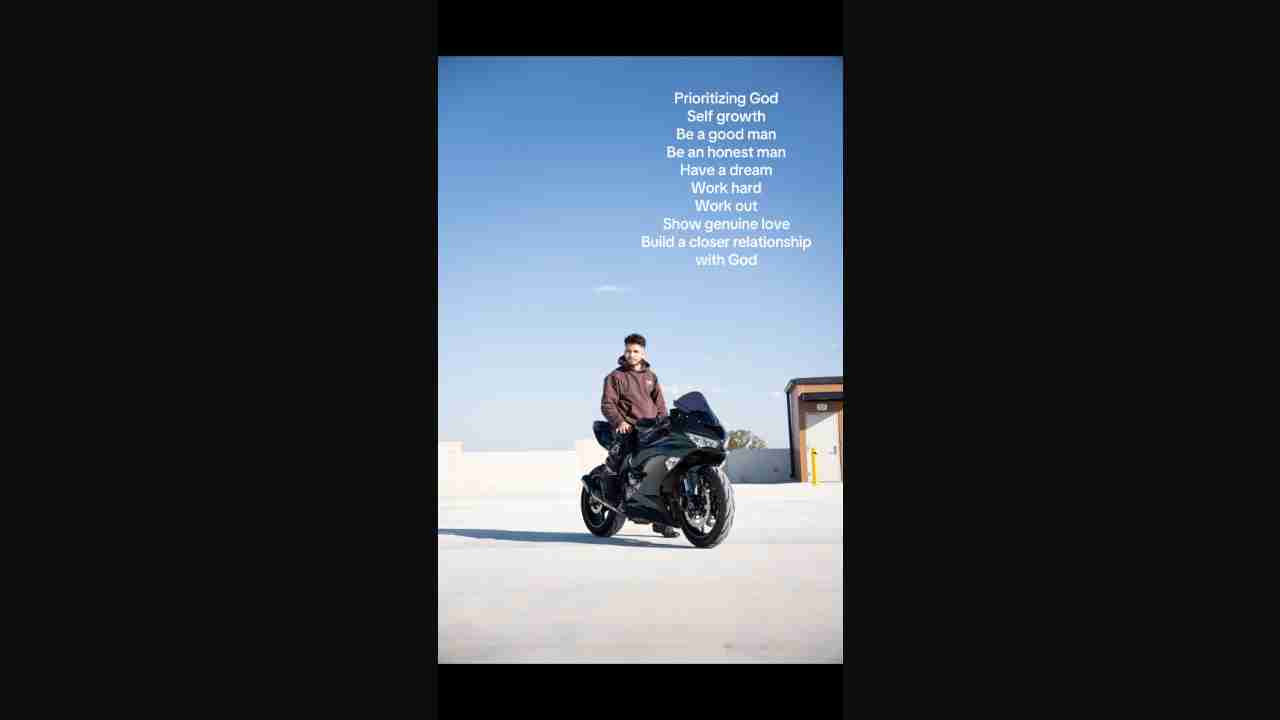 Prioritizing God
Self growth
Be a good man
Be an honest man
Have a dream
Work hard
Work out
Show genuine love
Build a closer relationship
with God